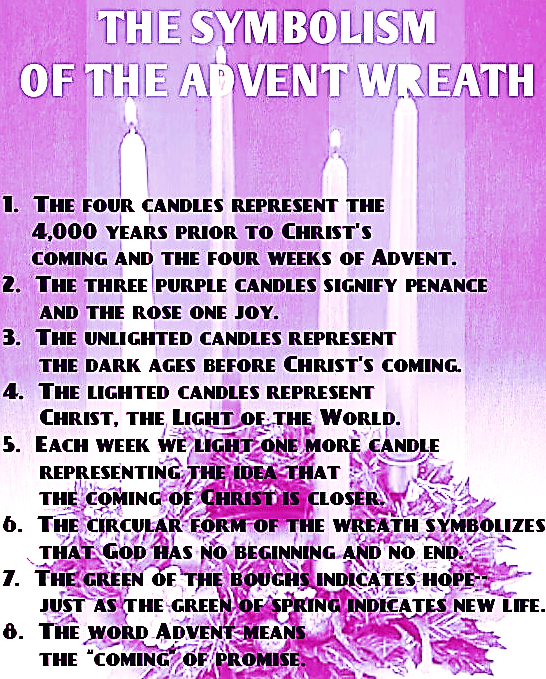 THE SYMBOLISM
OF THE ADVENT WREATH
1. THE FOUR CANDLES REPRESENT THE
4,000 YEARS PRIOR TO CHRIST'S
COMING AND THE FOUR WEEKS OF ADVENT.
2. THE THREE PURPLE CANDLES SIGNIFY PENANCE
AND THE ROSE ONE JOY.
3. THE UNLIGHTED CANDLES REPRESENT
THE DARK AGES BEFORE CHRIST'S COMING.
4. THE LIGHTED CANDLES REPRESENT
CHRIST, THE LIGHT OF THE WORLD.
5. EACH WEEK WE LIGHT ONE MORE CANDLE
REPRESENTING THE IDEA THAT
THE COMING OF CHRIST IS CLOSER.
6. THE CIRCULAR FORM OF THE WREATH SYMBOLIZES
THAT GOD HAS NO BEGINNING AND NO END.
7. THE GREEN OF THE BOUGHS INDICATES HOPE--
JUST AS THE GREEN OF SPRING INDICATES NEW LIFE.
8. THE WORD ADVENT MEANS
THE "COMING" OF PROMISE.